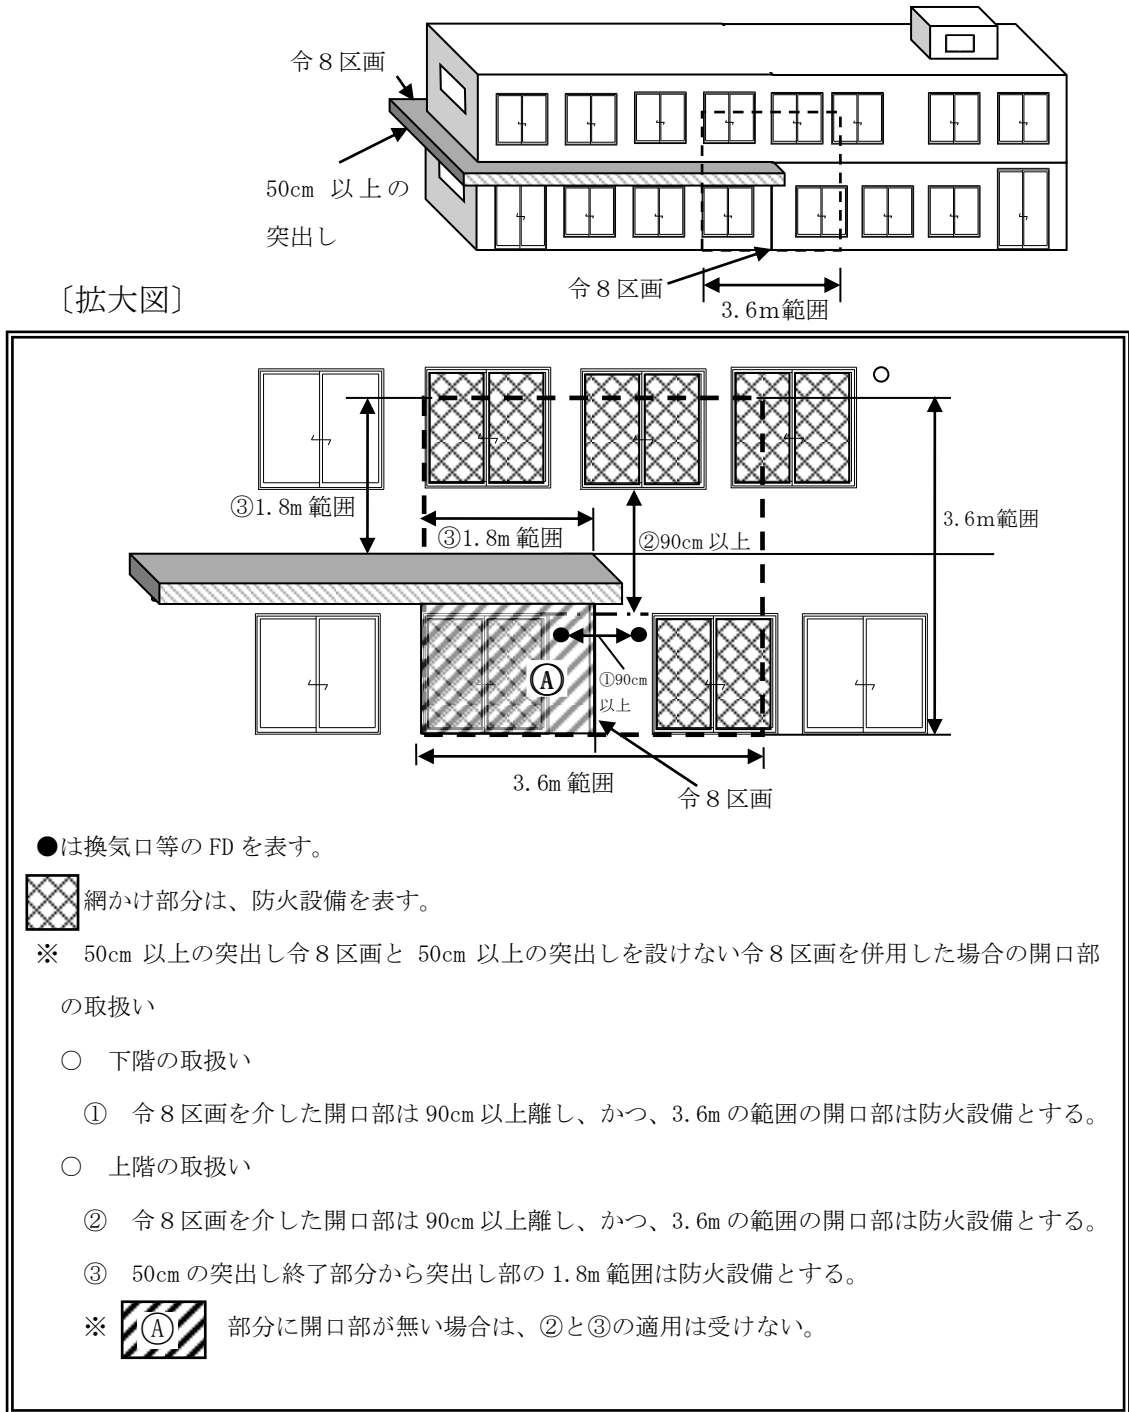 令８区画
50cm 以上の
突出し
令８区画
3.6m範囲
〔拡大図〕
③1.8m 範囲
③1.8m 範囲
②90cm 以上
3.6m範囲
Ⓐ
①90cm
以上
3.6m 範囲
令８区画
●は換気口等の FD を表す。
網かけ部分は、防火設備を表す。
※　50cm 以上の突出し令８区画と 50cm 以上の突出しを設けない令８区画を併用した場合の開口部
の取扱い
○　下階の取扱い
①　令８区画を介した開口部は 90cm 以上離し、かつ、3.6m の範囲の開口部は防火設備とする。
○　上階の取扱い
②　令８区画を介した開口部は 90cm 以上離し、かつ、3.6m の範囲の開口部は防火設備とする。
③　50cm の突出し終了部分から突出し部の 1.8m 範囲は防火設備とする。
※ Ⓐ 部分に開口部が無い場合は、②と③の適用は受けない。